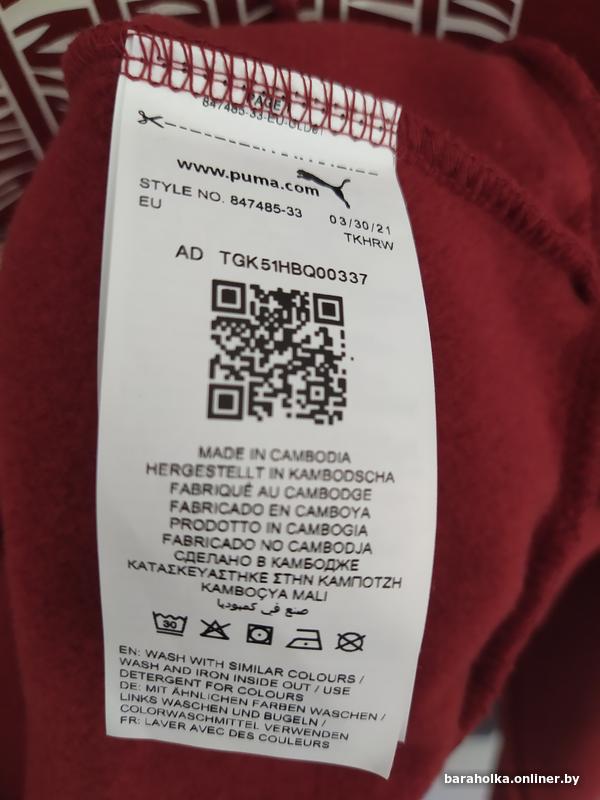 PAGE
www.puma.com
STYLE NO. 847485-33
03/30/21
EU
TKHRW
AD TGK51HBQ00337
MADE IN CAMBODIA
HERGESTELLT IN KAMBODSCHA
FABRIQUÉ AU CAMBODGE
FABRICADO EN CAMBOYA
PRODOTTO IN CAMBOGIA
FABRICADO NO CAMBODJA
СДЕЛАНО В КАМБОДЖЕ
ΚΑΤΑΣΚΕΥΑΣΤΗΚΕ ΣΤΗΝ ΚΑΜΠΟΤΖΗ
KAMBOÇYA MALI
صنع في كمبوديا
30
EN: WASH WITH SIMILAR COLOURS /
WASH AND IRON INSIDE OUT / USE
DETERGENT FOR COLOURS
DE: MIT ÄHNLICHEN FARBEN WASCHEN /
LINKS WASCHEN UND BUGELN /
COLORWASCHMITTEL VERWENDEN
FR: LAVER AVEC DES COULEURS
baraholka.onliner.by